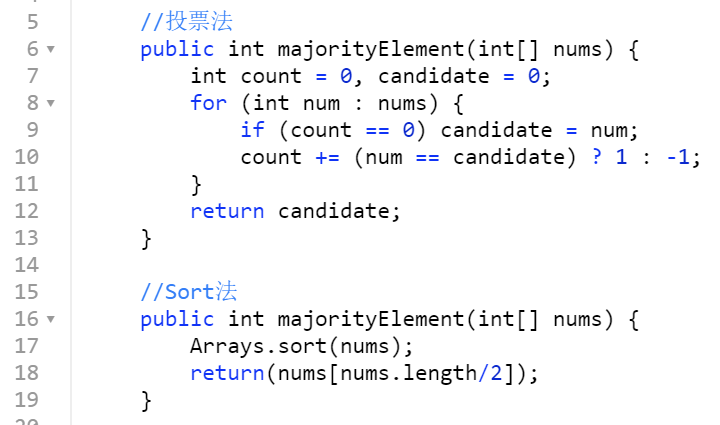 5 //投票法
6 public int majorityElement(int[] nums) {
7 int count = 0, candidate = 0;
8 for (int num : nums) {
9 if (count == 0) candidate = num;
10 count += (num == candidate) ? 1 : -1;
11 }
12 return candidate;
13 }
14
15 //Sort法
16 public int majorityElement(int[] nums) {
17 Arrays.sort(nums);
18 return(nums[nums.length/2]);
19 }